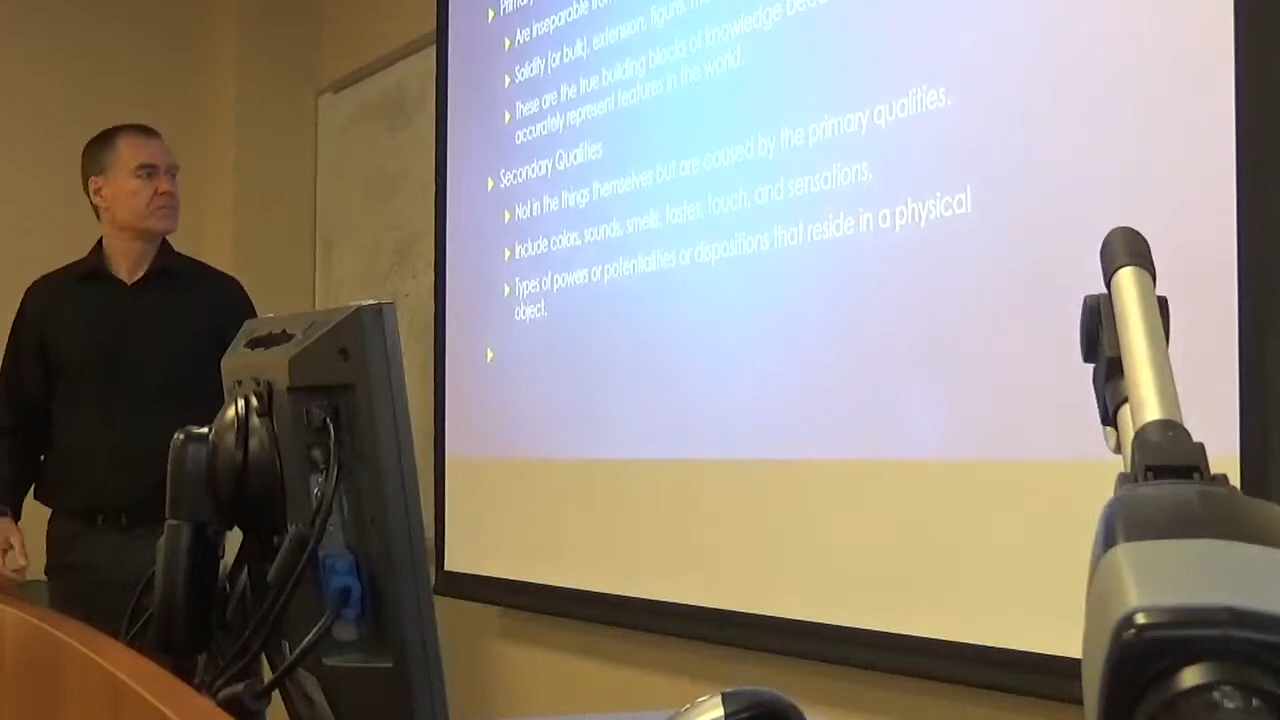 Primary
Are inseparable from
Solidity (or bulk), extension, figure,
These are the true building blocks of knowledge
accurately represent features in the world.
Secondary Qualities
Not in the things themselves but are caused by the primary qualities.
Include colors, sounds, smells, tastes, touch, and sensations.
Types of powers or potentialities or dispositions that reside in a physical
object.